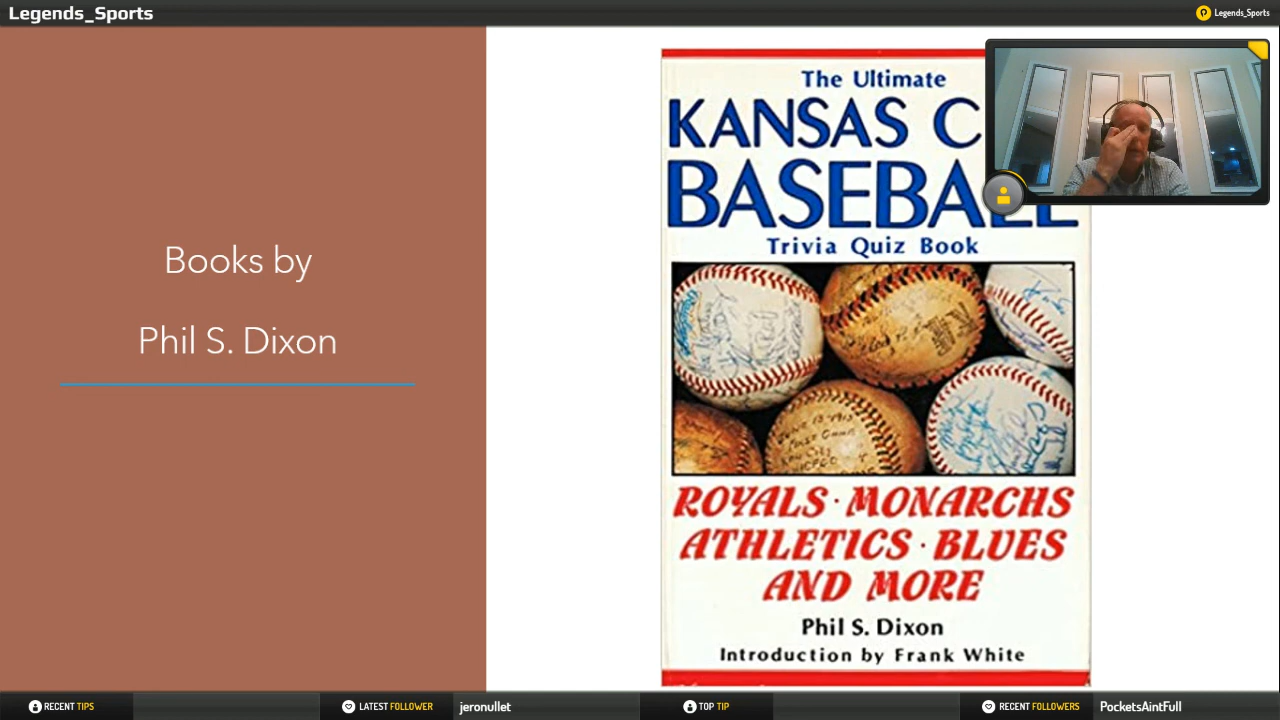 Legends_Sports
Legends_Sports
Books by
Phil S. Dixon
The Ultimate
KANSAS C
BASEBALL
Trivia Quiz Book
ROYALS · MONARCHS
ATHLETICS · BLUES
AND MORE
Phil S. Dixon
Introduction by Frank White
RECENT TIPS
LATEST FOLLOWER
jeronullet
TOP TIP
RECENT FOLLOWERS
PocketsAintFull